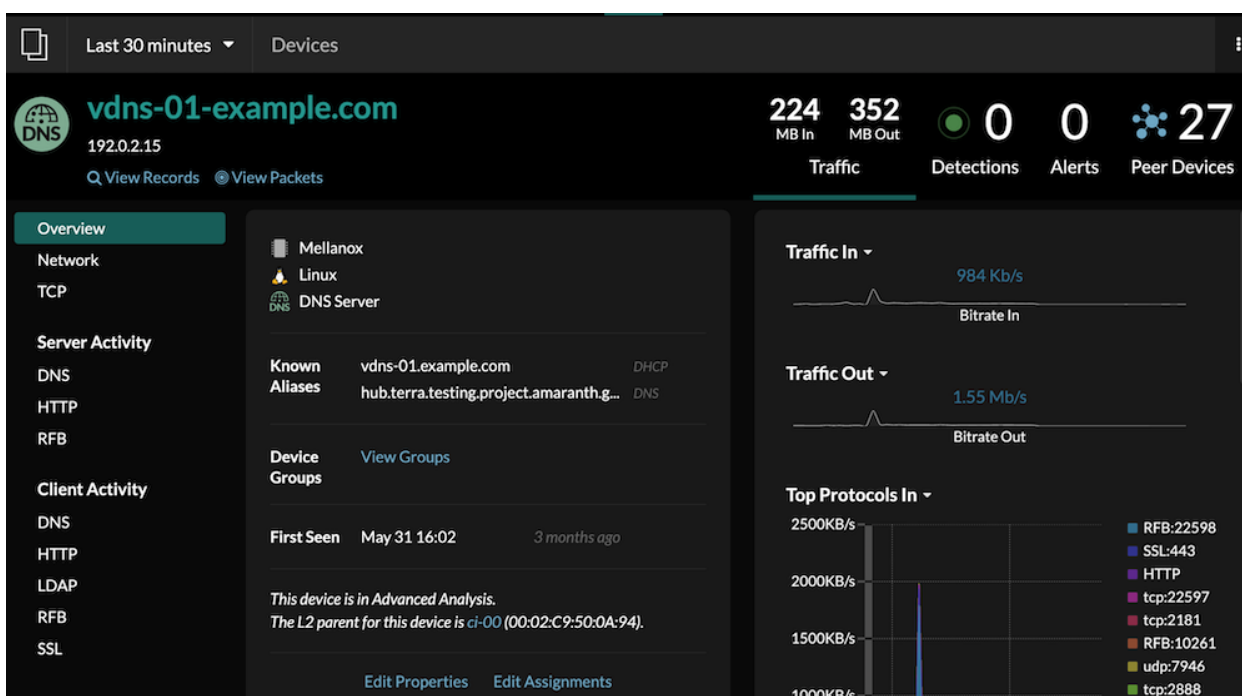 Last 30 minutes
Devices
DNS
vdns-01-example.com
192.0.2.15
View Records
View Packets
224
MB In
352
MB Out
Traffic
0
Detections
0
Alerts
27
Peer Devices
Overview
Network
TCP
Server Activity
DNS
HTTP
RFB
Client Activity
DNS
HTTP
LDAP
RFB
SSL
Mellanox
Linux
DNS
DNS Server
Known
Aliases
vdns-01.example.com DHCP
hub.terra.testing.project.amaranth.g... DNS
Device
Groups
View Groups
First Seen May 31 16:02 3 months ago
This device is in Advanced Analysis.
The L2 parent for this device is ci-00 (00:02:C9:50:0A:94).
Edit Properties Edit Assignments
Traffic In
984 Kb/s
Bitrate In
Traffic Out
1.55 Mb/s
Bitrate Out
Top Protocols In
2500KB/s
2000KB/s
1500KB/s
1000KB/s
RFB:22598
SSL:443
HTTP
tcp:22597
tcp:2181
RFB:10261
udp:7946
tcp:2888